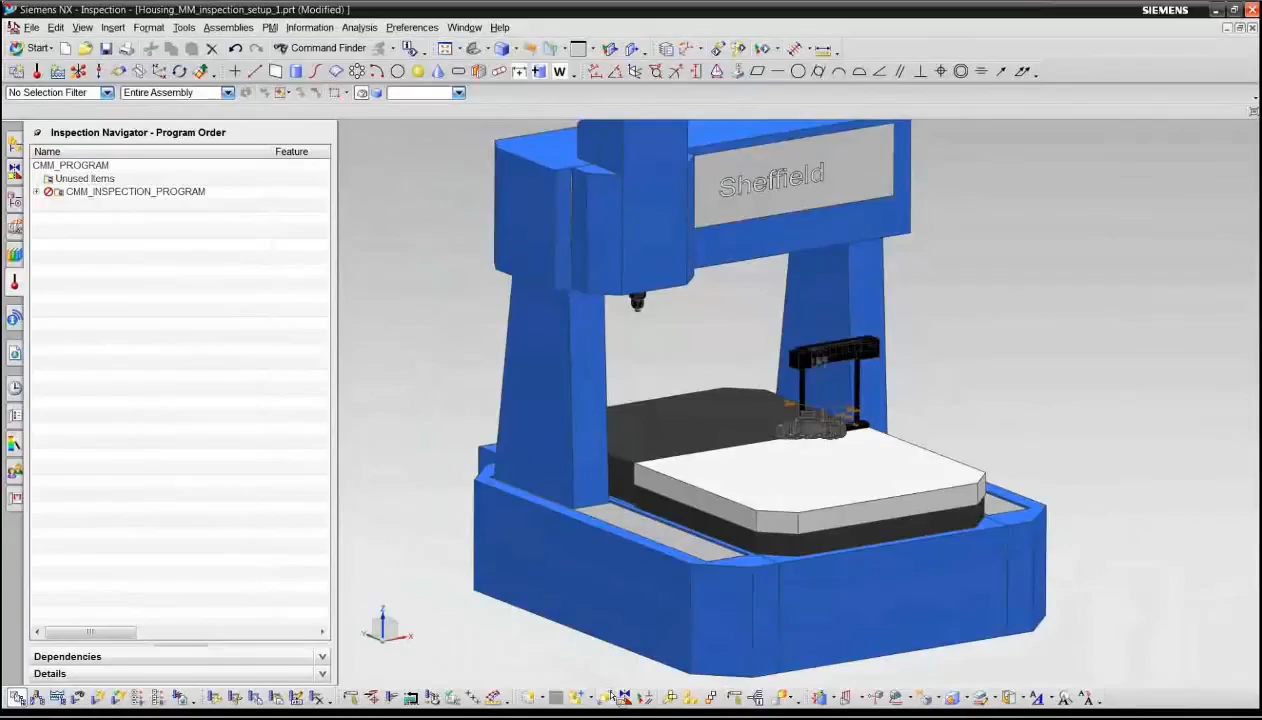 Siemens NX - Inspection - [Housing_MM_inspection_setup_1.prt (Modified) ]
SIEMENS
File Edit View Insert Format Tools Assemblies PMI Information Analysis Preferences Window Help
Start
Command Finder
W
No Selection Filter
Entire Assembly
Inspection Navigator - Program Order
Name Feature
CMM_PROGRAM
Unused Items
CMM_INSPECTION_PROGRAM
Sheffield
Z
Y
X
Dependencies
Details